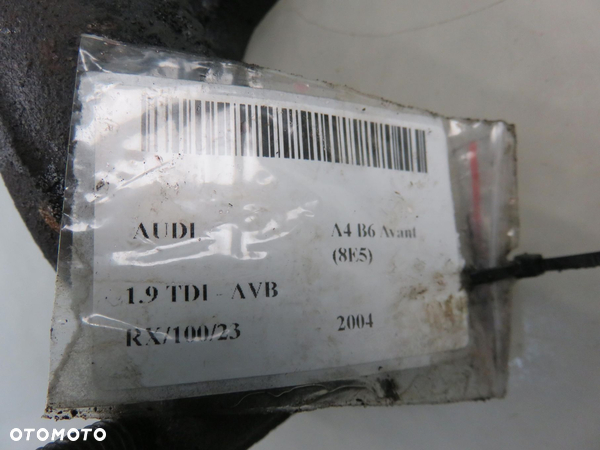 AUDI
A4 B6 Avant
(8E5)
1.9 TDI - AVB
RX/100/23
2004
OTOMOTO